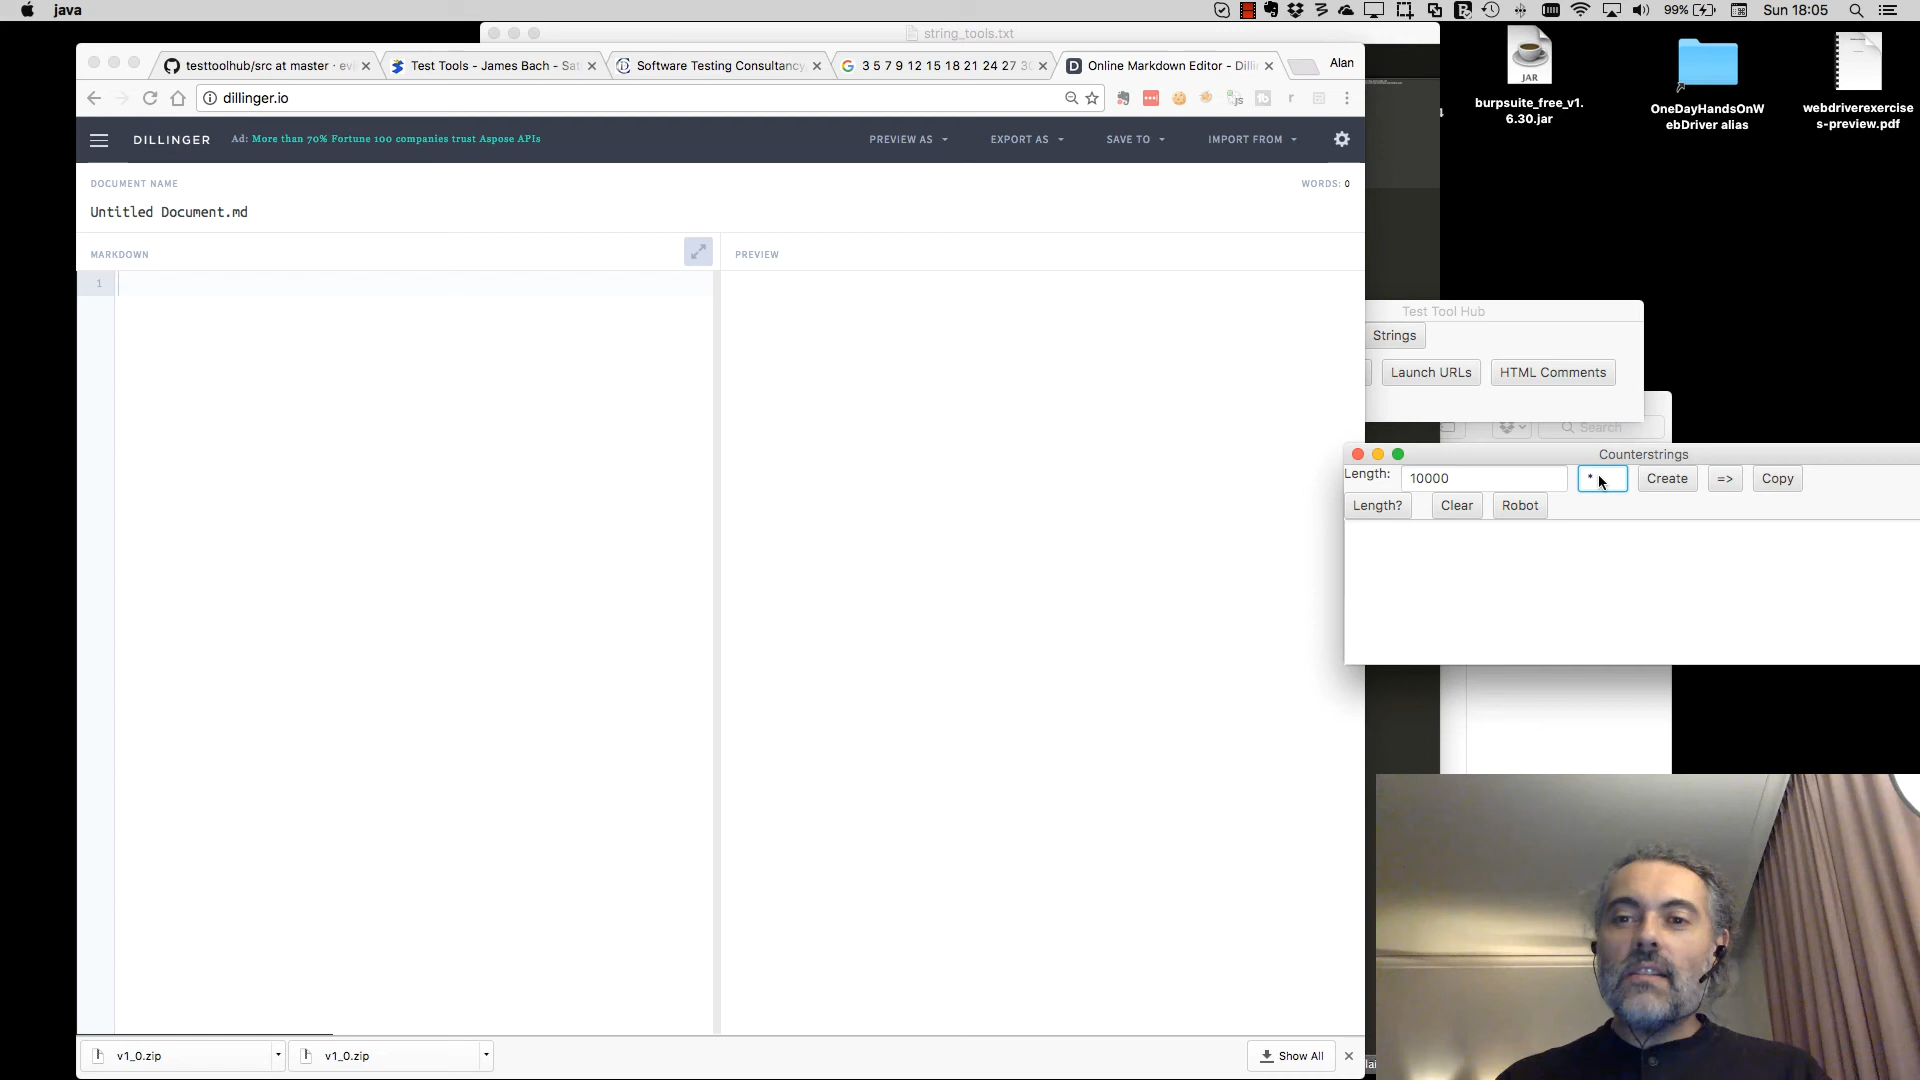 java
99%
Sun 18:05
string_tools.txt
testtoolhub/src at master · evi
Test Tools - James Bach - Sat
Software Testing Consultancy,
3 5 7 9 12 15 18 21 24 27 30
Online Markdown Editor - Dilli
Alan
dillinger.io
DILLINGER
Ad: More than 70% Fortune 100 companies trust Aspose APIs
PREVIEW AS
EXPORT AS
SAVE TO
IMPORT FROM
DOCUMENT NAME
WORDS: 0
Untitled Document.md
MARKDOWN
PREVIEW
1
JAR
burpsuite_free_v1.
6.30.jar
OneDayHandsOnW
ebDriver alias
webdriverexercise
s-preview.pdf
Test Tool Hub
Strings
Launch URLs
HTML Comments
Search
Counterstrings
Length:
10000
*
Create
=>
Copy
Length?
Clear
Robot
v1_0.zip
v1_0.zip
Show All